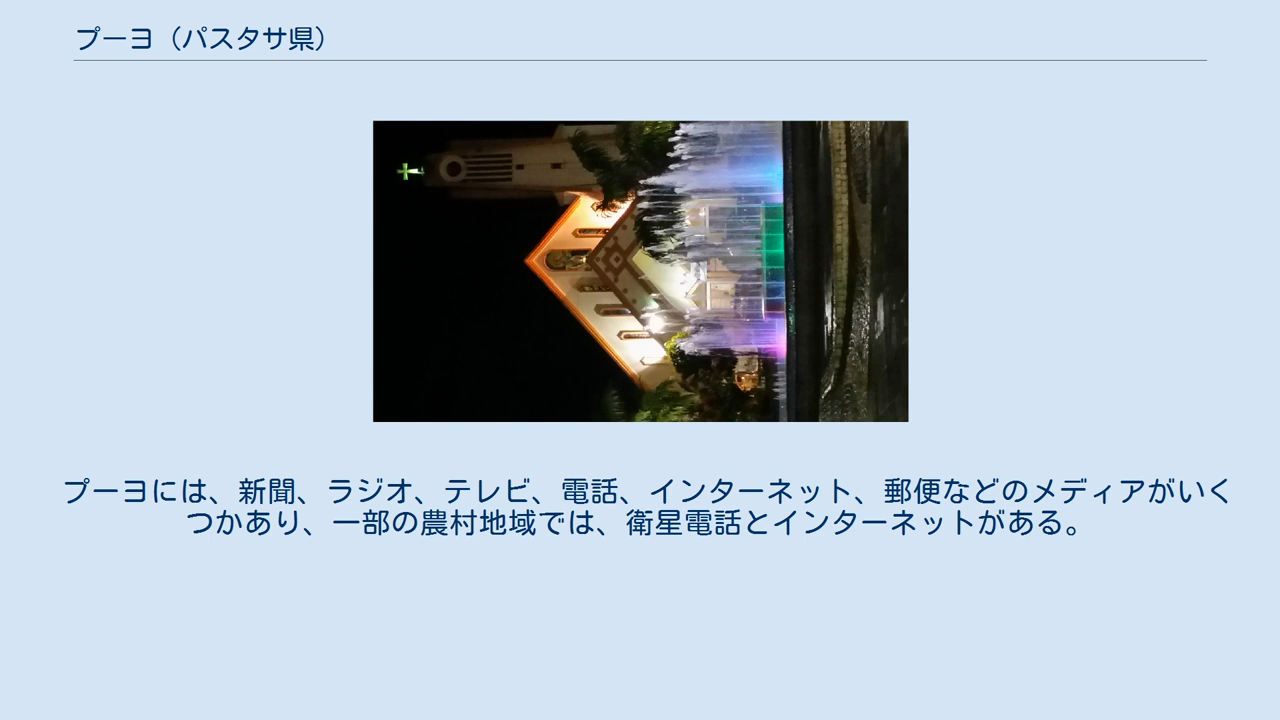 プーヨ（パスタサ県）
プーヨには、新聞、ラジオ、テレビ、電話、インターネット、郵便などのメディアがいく
つかあり、一部の農村地域では、衛星電話とインターネットがある。